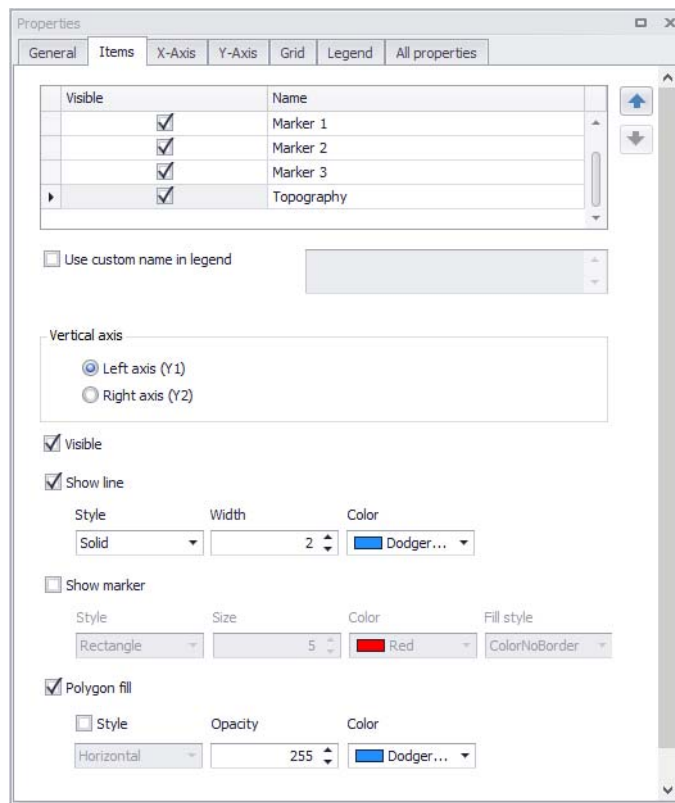 Properties
General Items X-Axis Y-Axis Grid Legend All properties
Visible Name
Marker 1
Marker 2
Marker 3
Topography
Use custom name in legend
Vertical axis
Left axis (Y1)
Right axis (Y2)
Visible
Show line
Style Width Color
Solid 2 Dodger...
Show marker
Style Size Color Fill style
Rectangle 5 Red ColorNoBorder
Polygon fill
Style Opacity Color
Horizontal 255 Dodger...